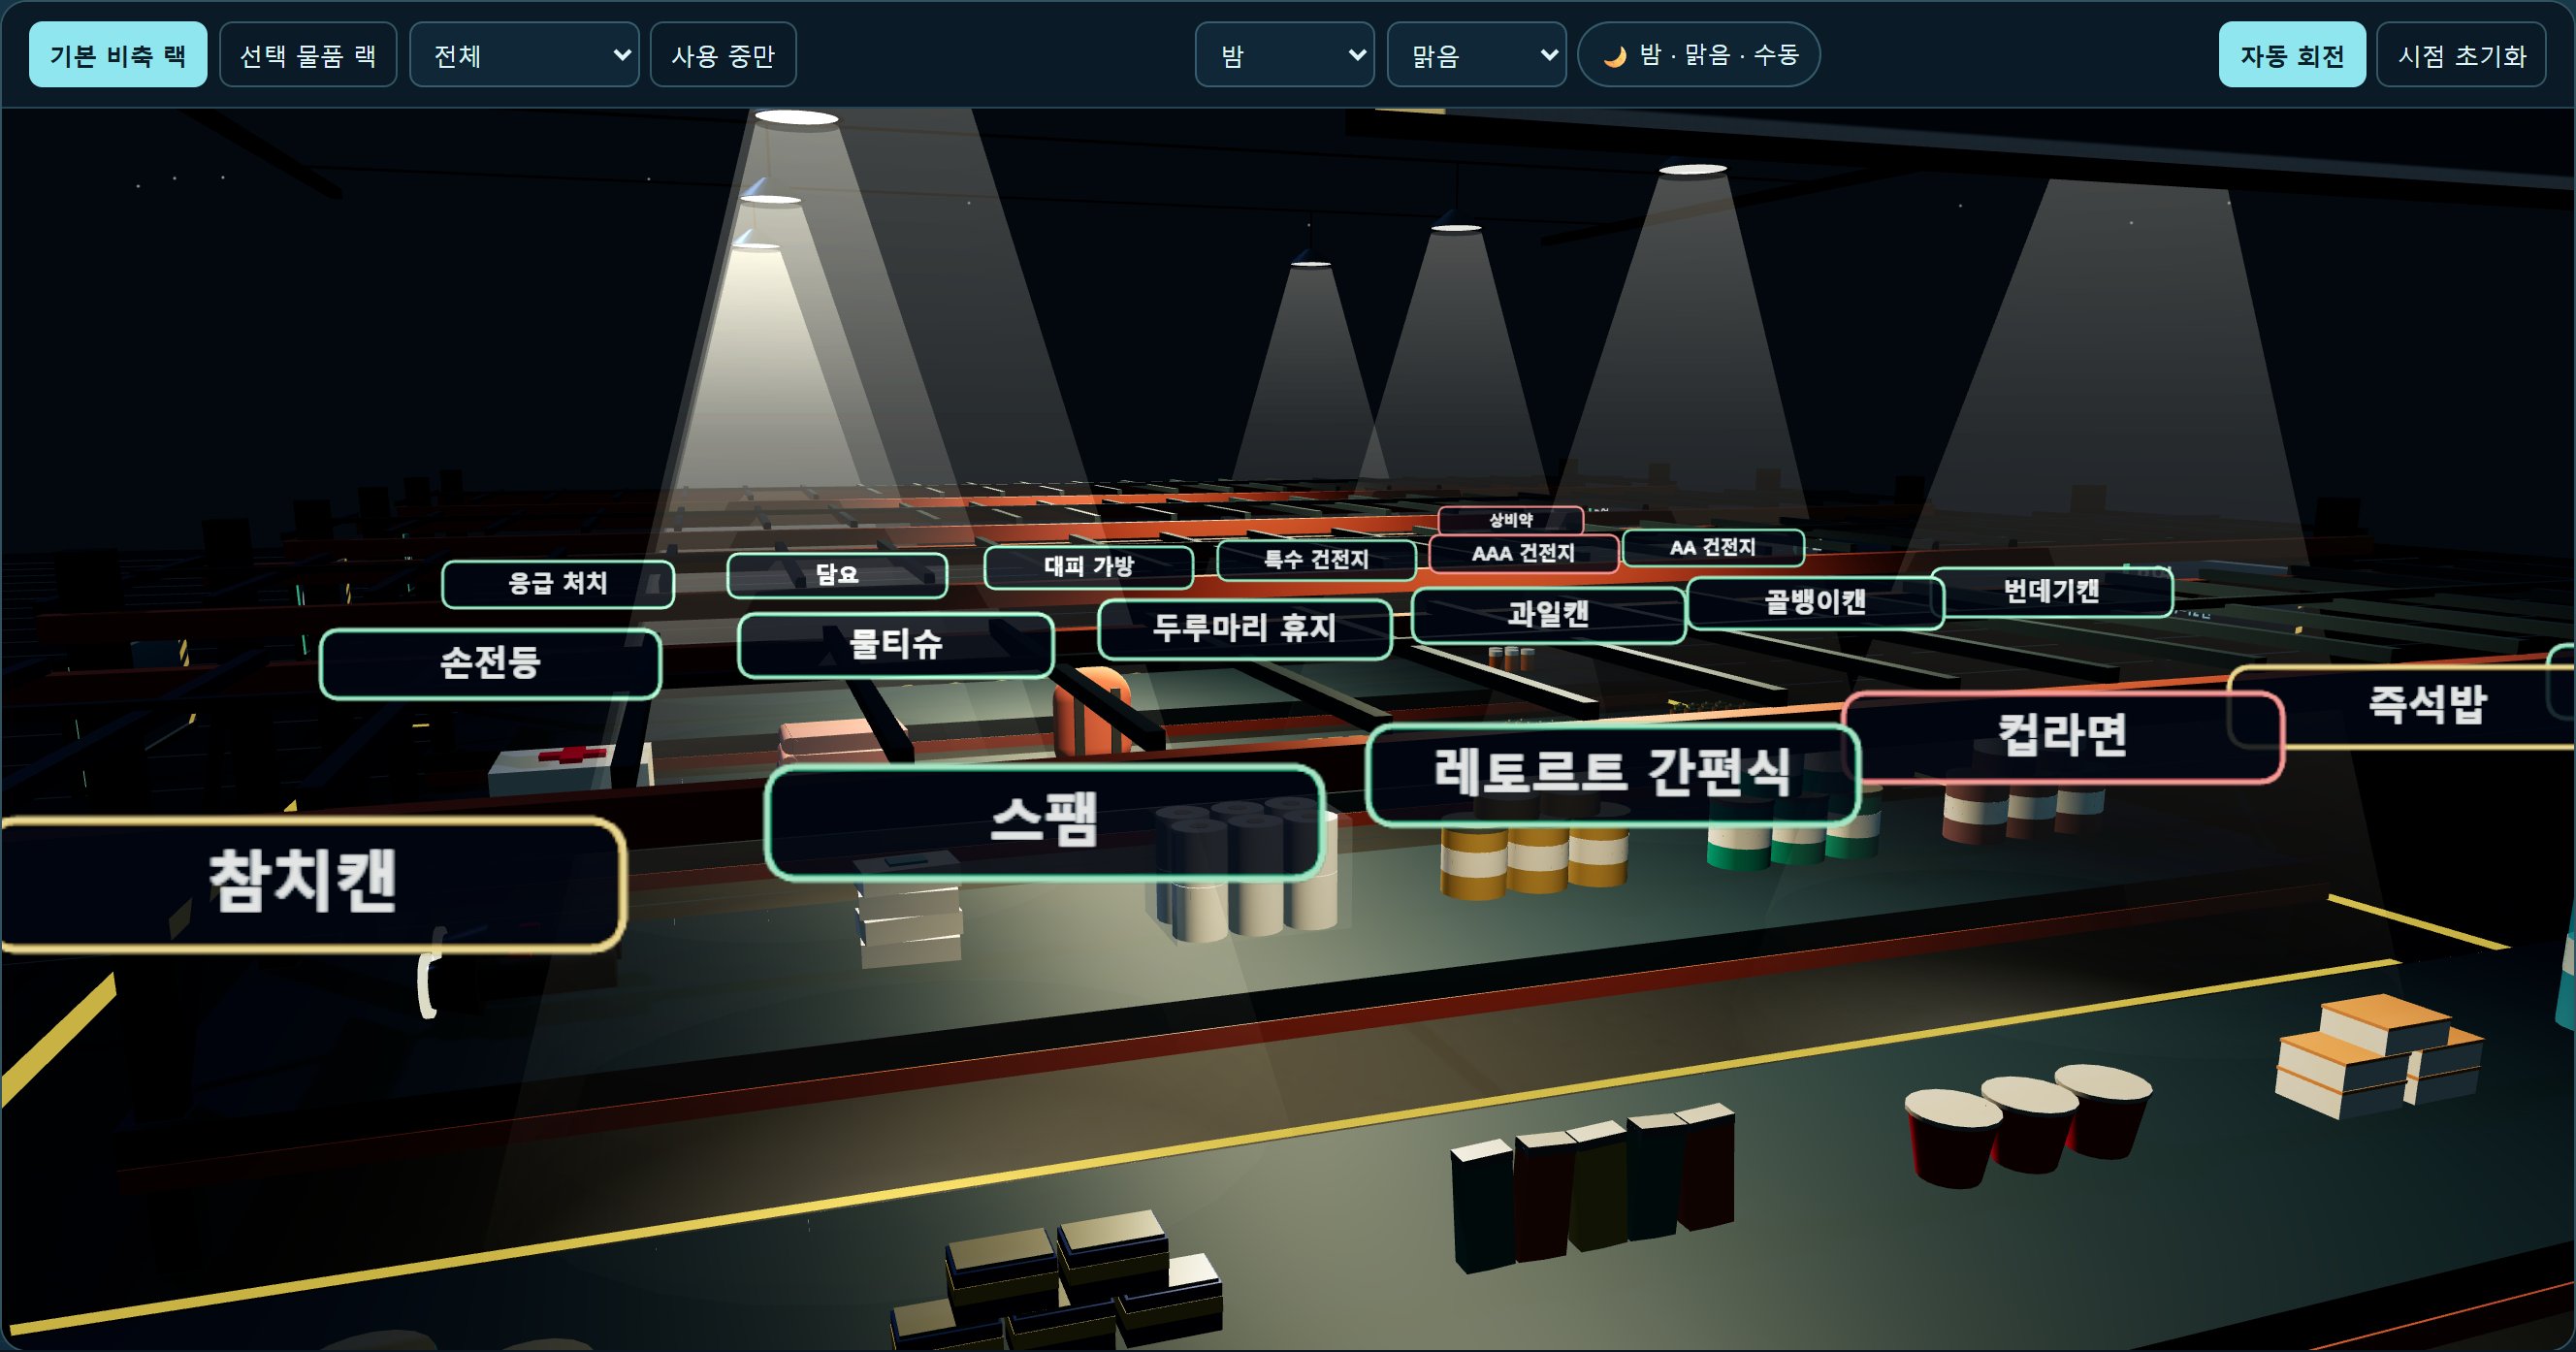 기본 비축 랙
선택 물품 랙
전체
사용 중만
밤
맑음
🌙 밤 · 맑음 · 수동
자동 회전
시점 초기화
상비약
응급 처치
담요
대피 가방
특수 건전지
AAA 건전지
AA 건전지
손전등
물티슈
두루마리 휴지
과일캔
골뱅이캔
번데기캔
참치캔
스팸
레토르트 간편식
컵라면
즉석밥